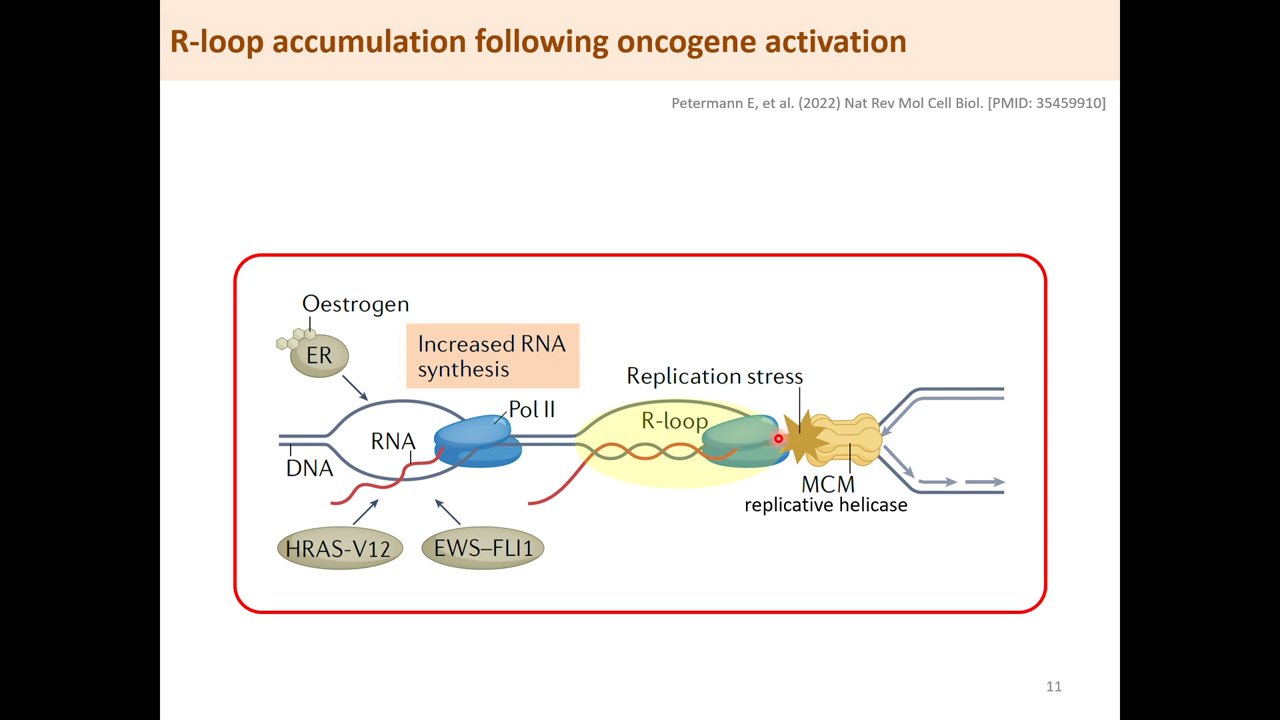 R-loop accumulation following oncogene activation
Petermann E, et al. (2022) Nat Rev Mol Cell Biol. [PMID: 35459910]
Oestrogen
ER
Increased RNA
synthesis
Replication stress
Pol II
R-loop
RNA
DNA
MCM
replicative helicase
HRAS-V12
EWS–FLI1
11